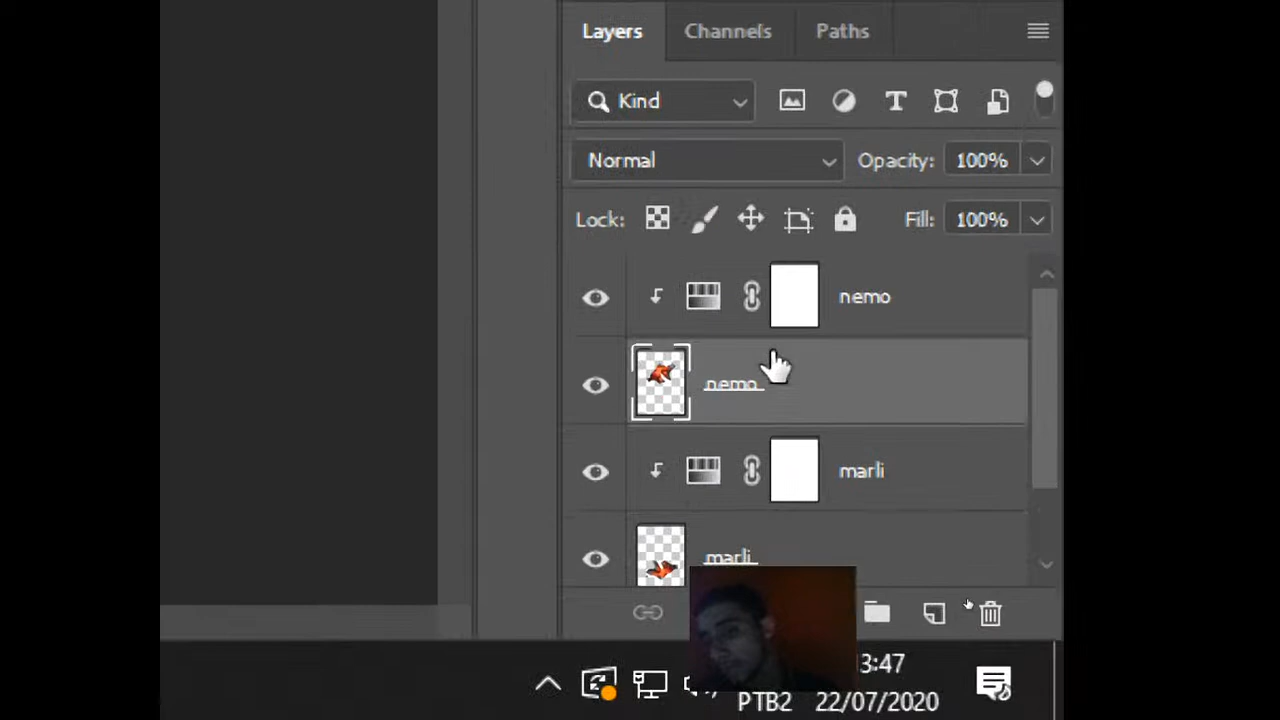 Layers Channels Paths
Kind
Normal Opacity: 100%
Lock: Fill: 100%
nemo
nemo
marli
marli
3:47
PTB2 22/07/2020